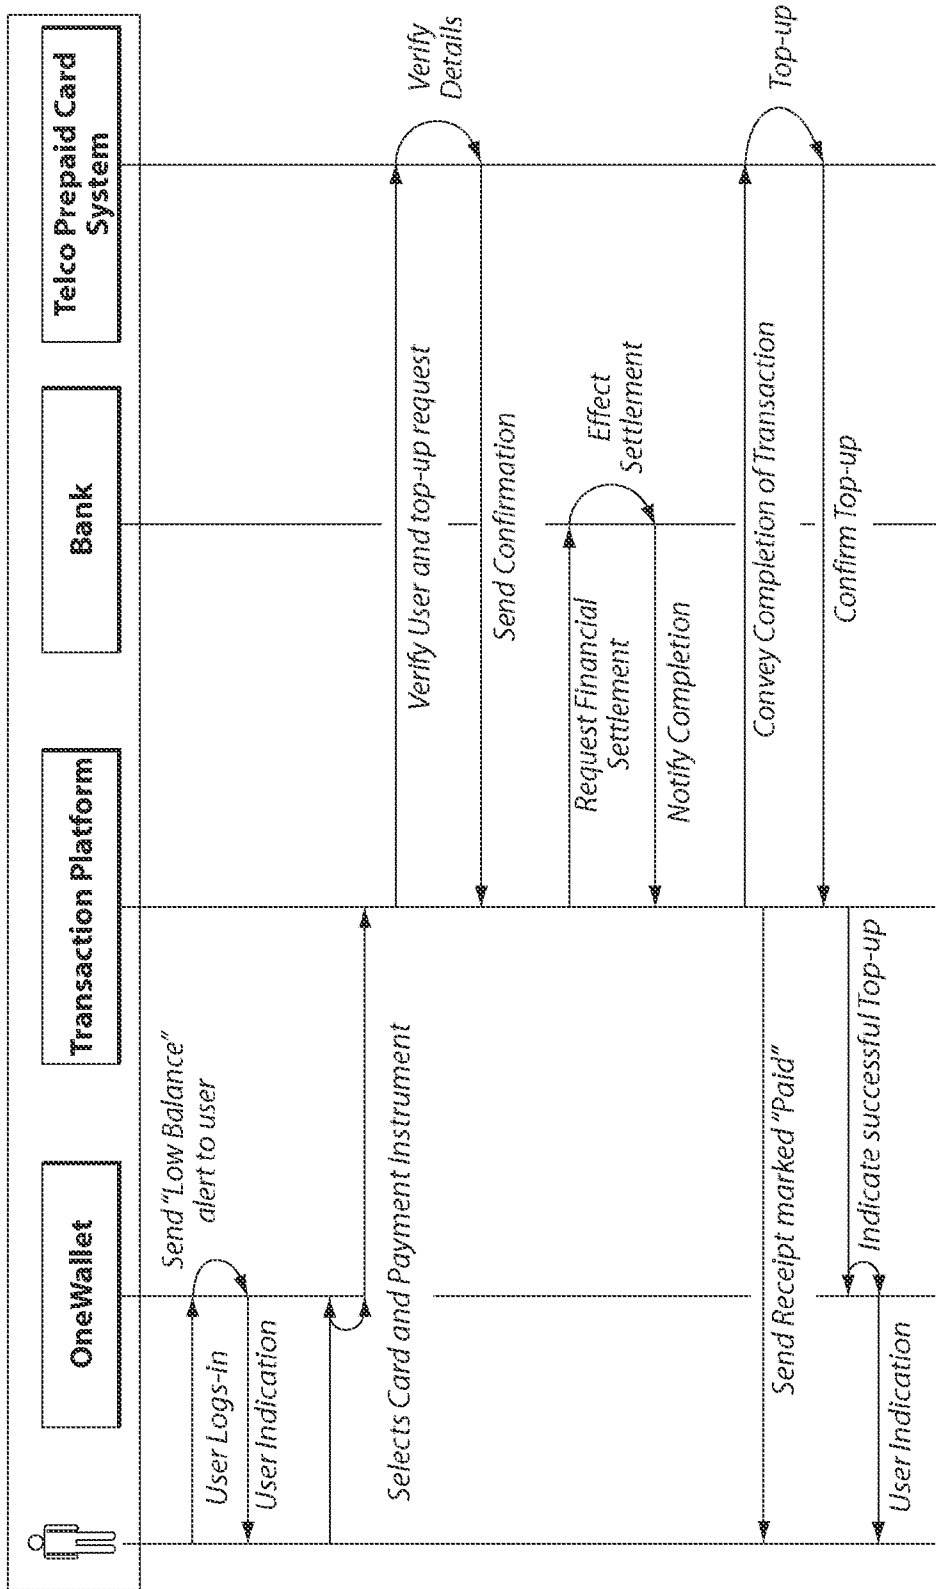 OneWallet
Transaction Platform
Bank
Telco Prepaid Card
System
Send "Low Balance"
alert to user
User Logs-in
User Indication
Selects Card and Payment Instrument
Verify User and top-up request
Verify
Details
Send Confirmation
Request Financial
Settlement
Effect
Settlement
Notify Completion
Convey Completion of Transaction
Top-up
Send Receipt marked "Paid"
Confirm Top-up
Indicate successful Top-up
User Indication